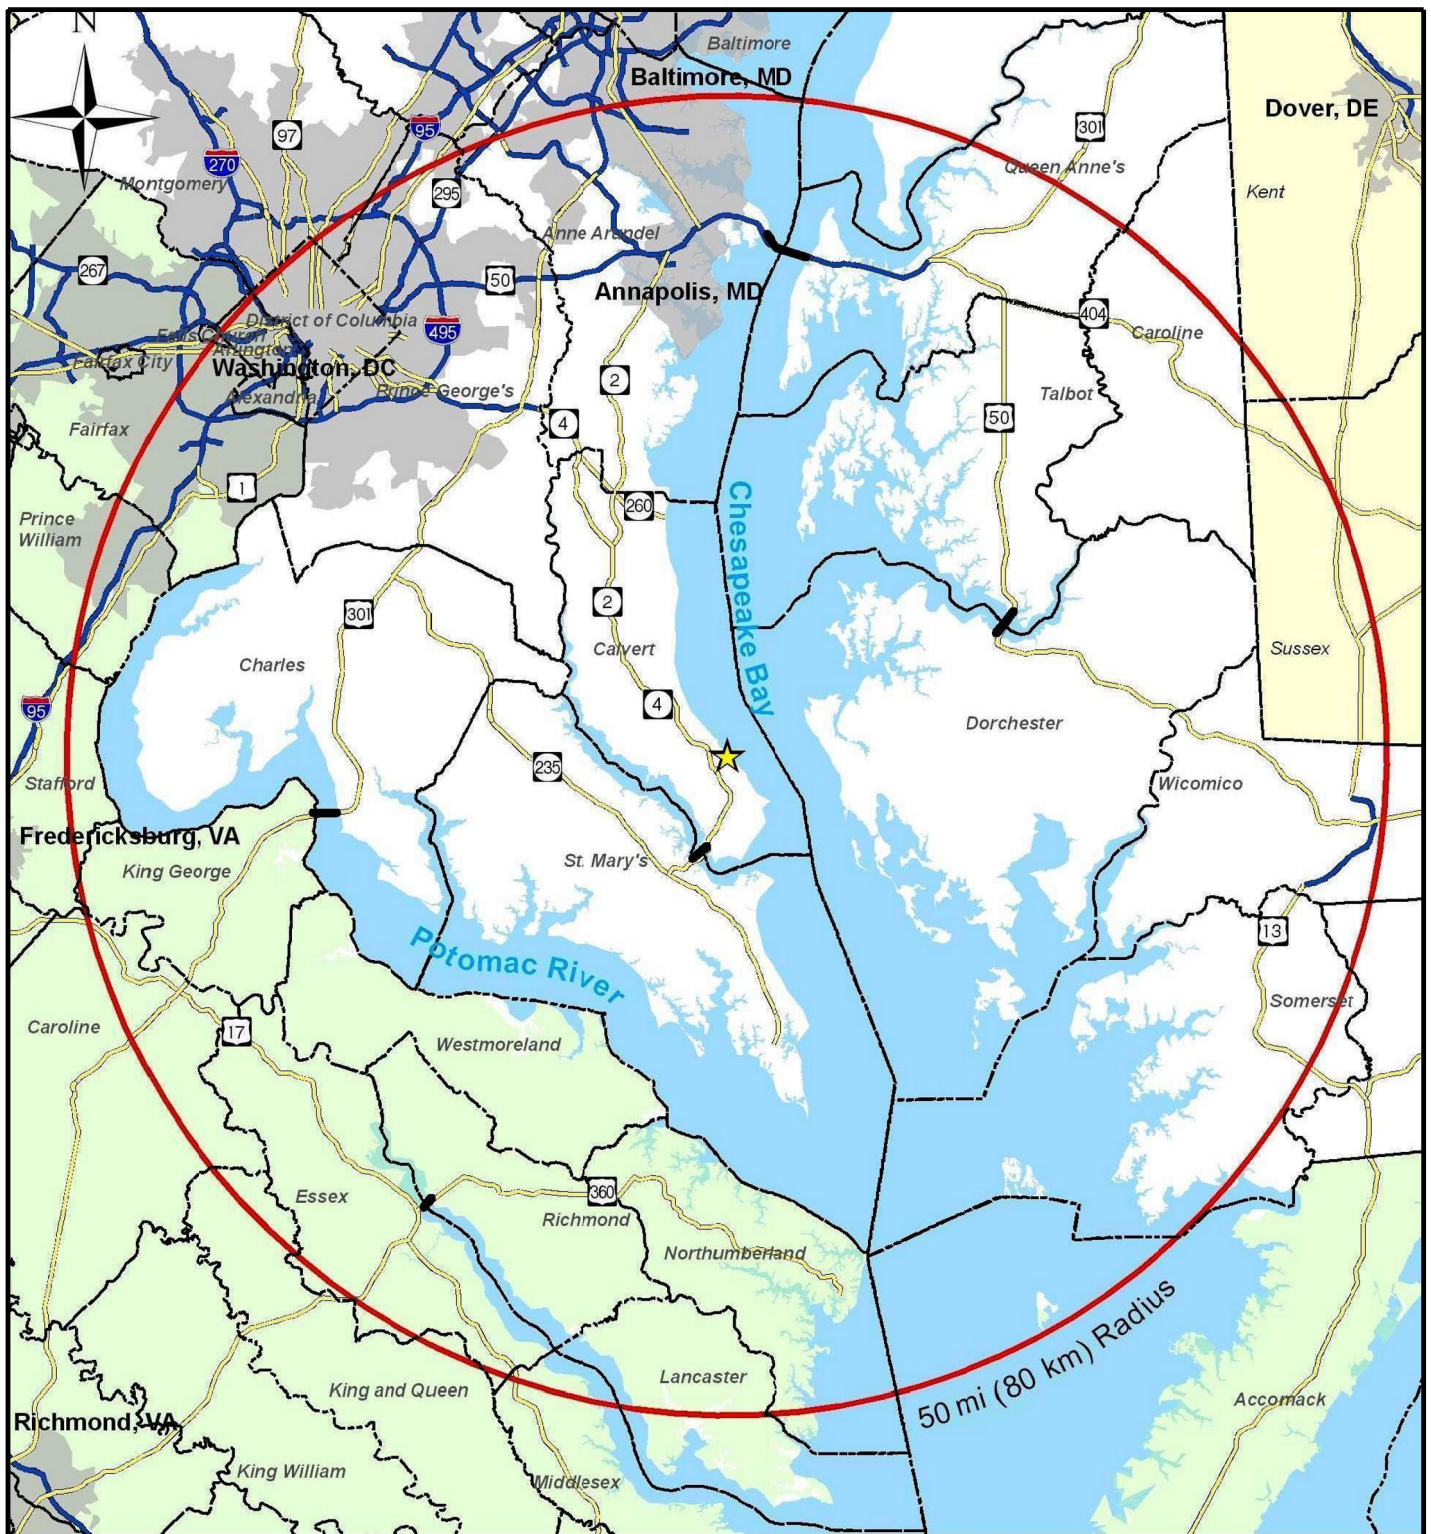 N
Baltimore
Baltimore, MD
Dover, DE
97
95
301
270
Queen Anne's
Montgomery
295
Kent
Anne Arundel
267
50
Annapolis, MD
404
District of Columbia
495
Caroline
Falls Church
Arlington
Fairfax City
Washington, DC
2
Prince George's
Talbot
Alexandria
50
4
Fairfax
1
260
Prince
William
Chesapeake Bay
2
301
Calvert
Sussex
Charles
4
95
Dorchester
235
Stafford
Wicomico
Fredericksburg, VA
St. Mary's
King George
13
Potomac River
Somerset
Caroline
17
Westmoreland
Essex
360
Richmond
Northumberland
50 mi (80 km) Radius
Lancaster
King and Queen
Accomack
Richmond, VA
King William
Middlesex